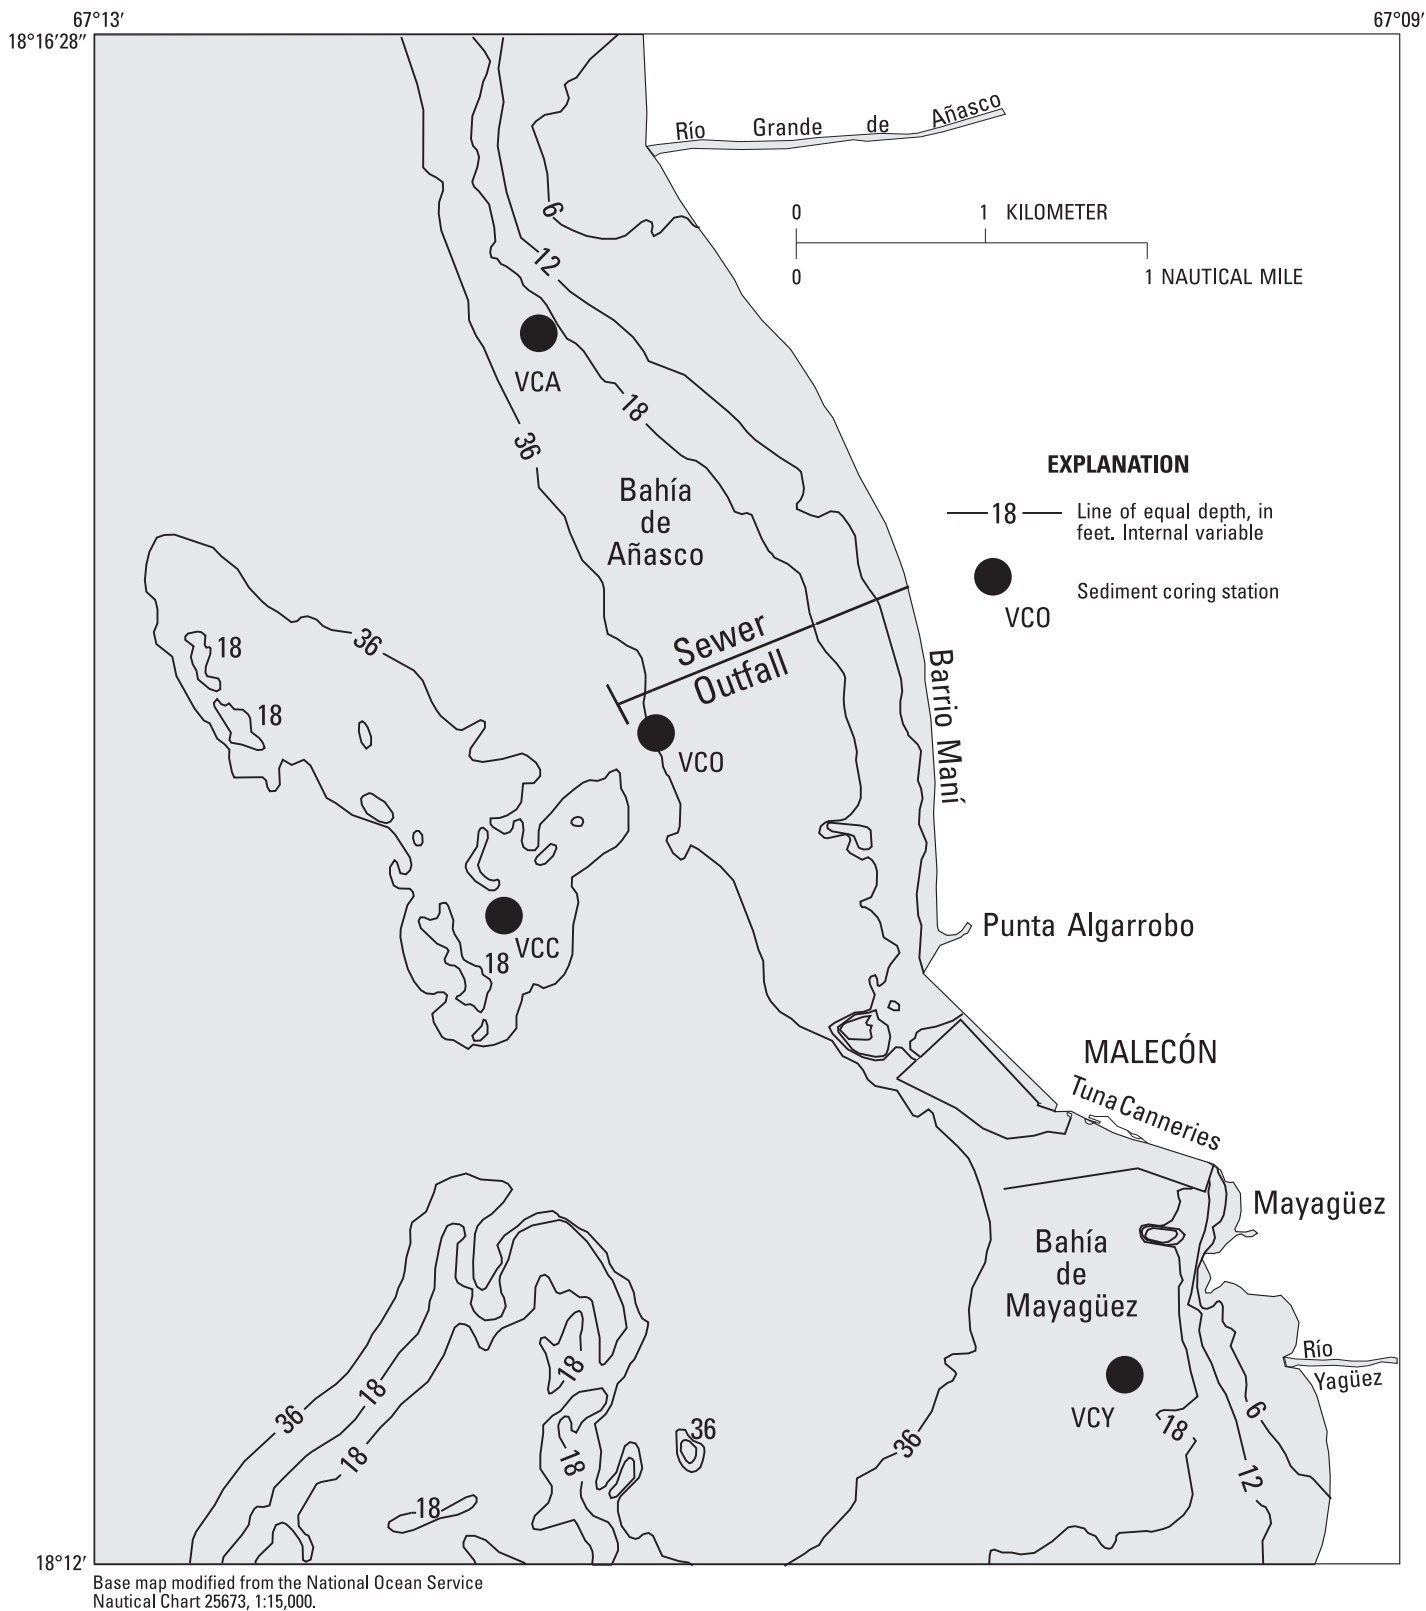 67°13′
67°09′
18°16′28″
Río Grande de Añasco
0 1 KILOMETER
0 1 NAUTICAL MILE
6
12
VCA
18
36
Bahía
de
Añasco
EXPLANATION
18 Line of equal depth, in
feet. Internal variable
VCO
Sediment coring station
Sewer
Outfall
36
18
18
Barrio Maní
VCO
Punta Algarrobo
VCC
18
MALECÓN
Tuna Canneries
Mayagüez
Bahía
de
Mayagüez
Río
Yagüez
VCY
18
6
12
36
36
18
18
18
18
36
18
18°12′
Base map modified from the National Ocean Service
Nautical Chart 25673, 1:15,000.